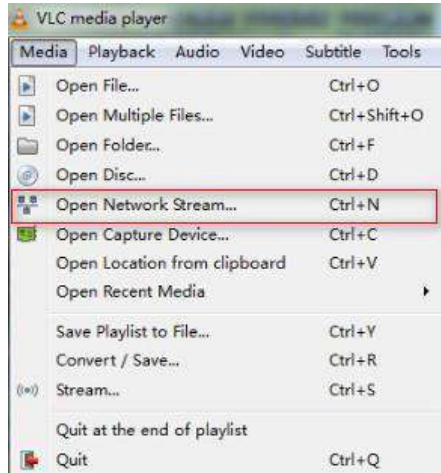 VLC media player
Media Playback Audio Video Subtitle Tools
Open File... Ctrl+O
Open Multiple Files... Ctrl+Shift+O
Open Folder... Ctrl+F
Open Disc... Ctrl+D
Open Network Stream... Ctrl+N
Open Capture Device... Ctrl+C
Open Location from clipboard Ctrl+V
Open Recent Media
Save Playlist to File... Ctrl+Y
Convert / Save... Ctrl+R
Stream... Ctrl+S
Quit at the end of playlist
Quit Ctrl+Q